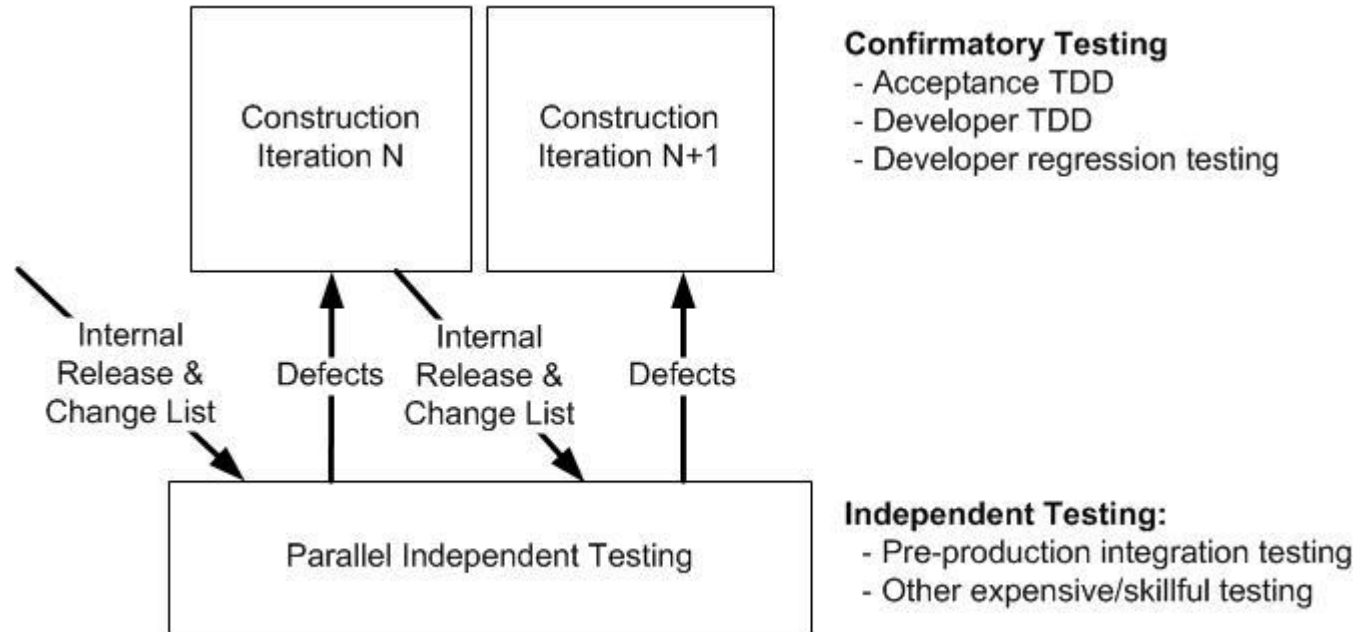 Construction
Iteration N
Construction
Iteration N+1
Confirmatory Testing
- Acceptance TDD
- Developer TDD
- Developer regression testing
Internal
Release &
Change List
Defects
Internal
Release &
Change List
Defects
Parallel Independent Testing
Independent Testing:
- Pre-production integration testing
- Other expensive/skillful testing